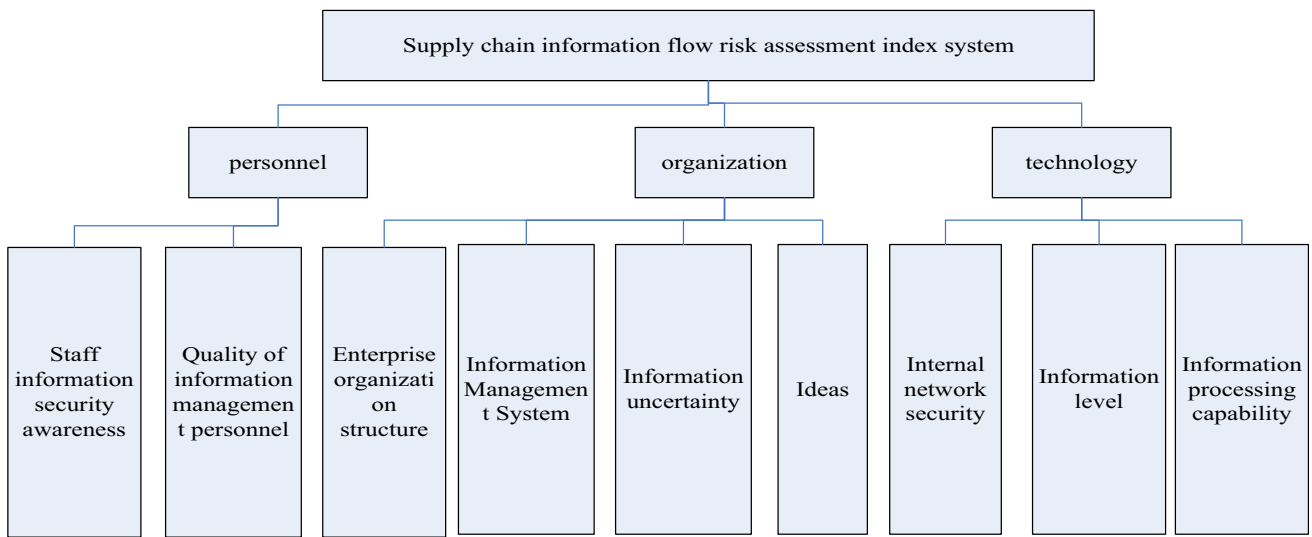 Supply chain information flow risk assessment index system
personnel
organization
technology
Staff
information
security
awareness
Quality of
information
managemen
t personnel
Enterprise
organizati
on
structure
Information
Managemen
t System
Information
uncertainty
Ideas
Internal
network
security
Information
level
Information
processing
capability